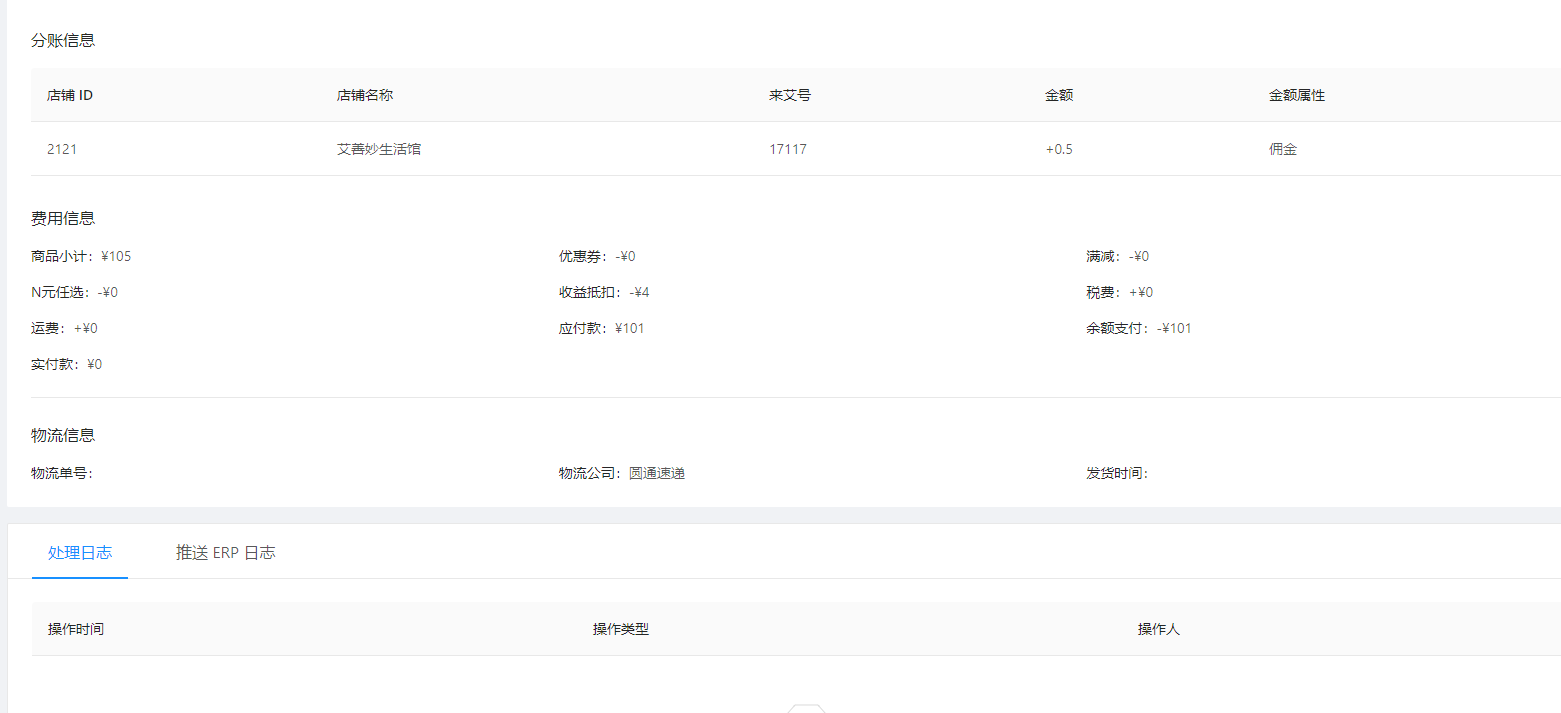 分账信息
店铺 ID 店铺名称 来艾号 金额 金额属性
2121 艾善妙生活馆 17117 +0.5 佣金
费用信息
商品小计：¥105 优惠券：-¥0 满减：-¥0
N元任选：-¥0 收益抵扣：-¥4 税费：+¥0
运费：+¥0 应付款：¥101 余额支付：-¥101
实付款：¥0
物流信息
物流单号： 物流公司：圆通速递 发货时间：
处理日志 推送 ERP 日志
操作时间 操作类型 操作人